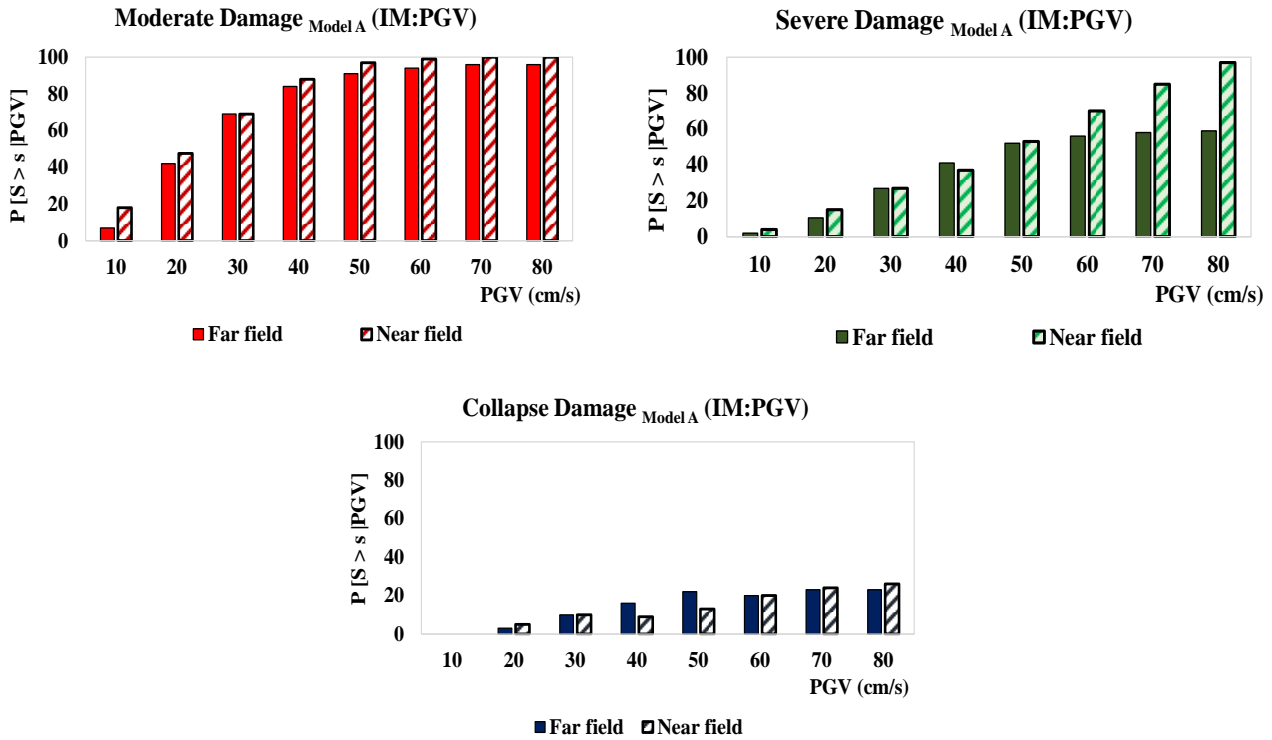 Moderate Damage Model A (IM:PGV)
P [S > s |PGV]
100
80
60
40
20
0
10 20 30 40 50 60 70 80
PGV (cm/s)
Far field Near field
Severe Damage Model A (IM:PGV)
P [S > s |PGV]
100
80
60
40
20
0
10 20 30 40 50 60 70 80
PGV (cm/s)
Far field Near field
Collapse Damage Model A (IM:PGV)
P [S > s |PGV]
100
80
60
40
20
0
10 20 30 40 50 60 70 80
PGV (cm/s)
Far field Near field